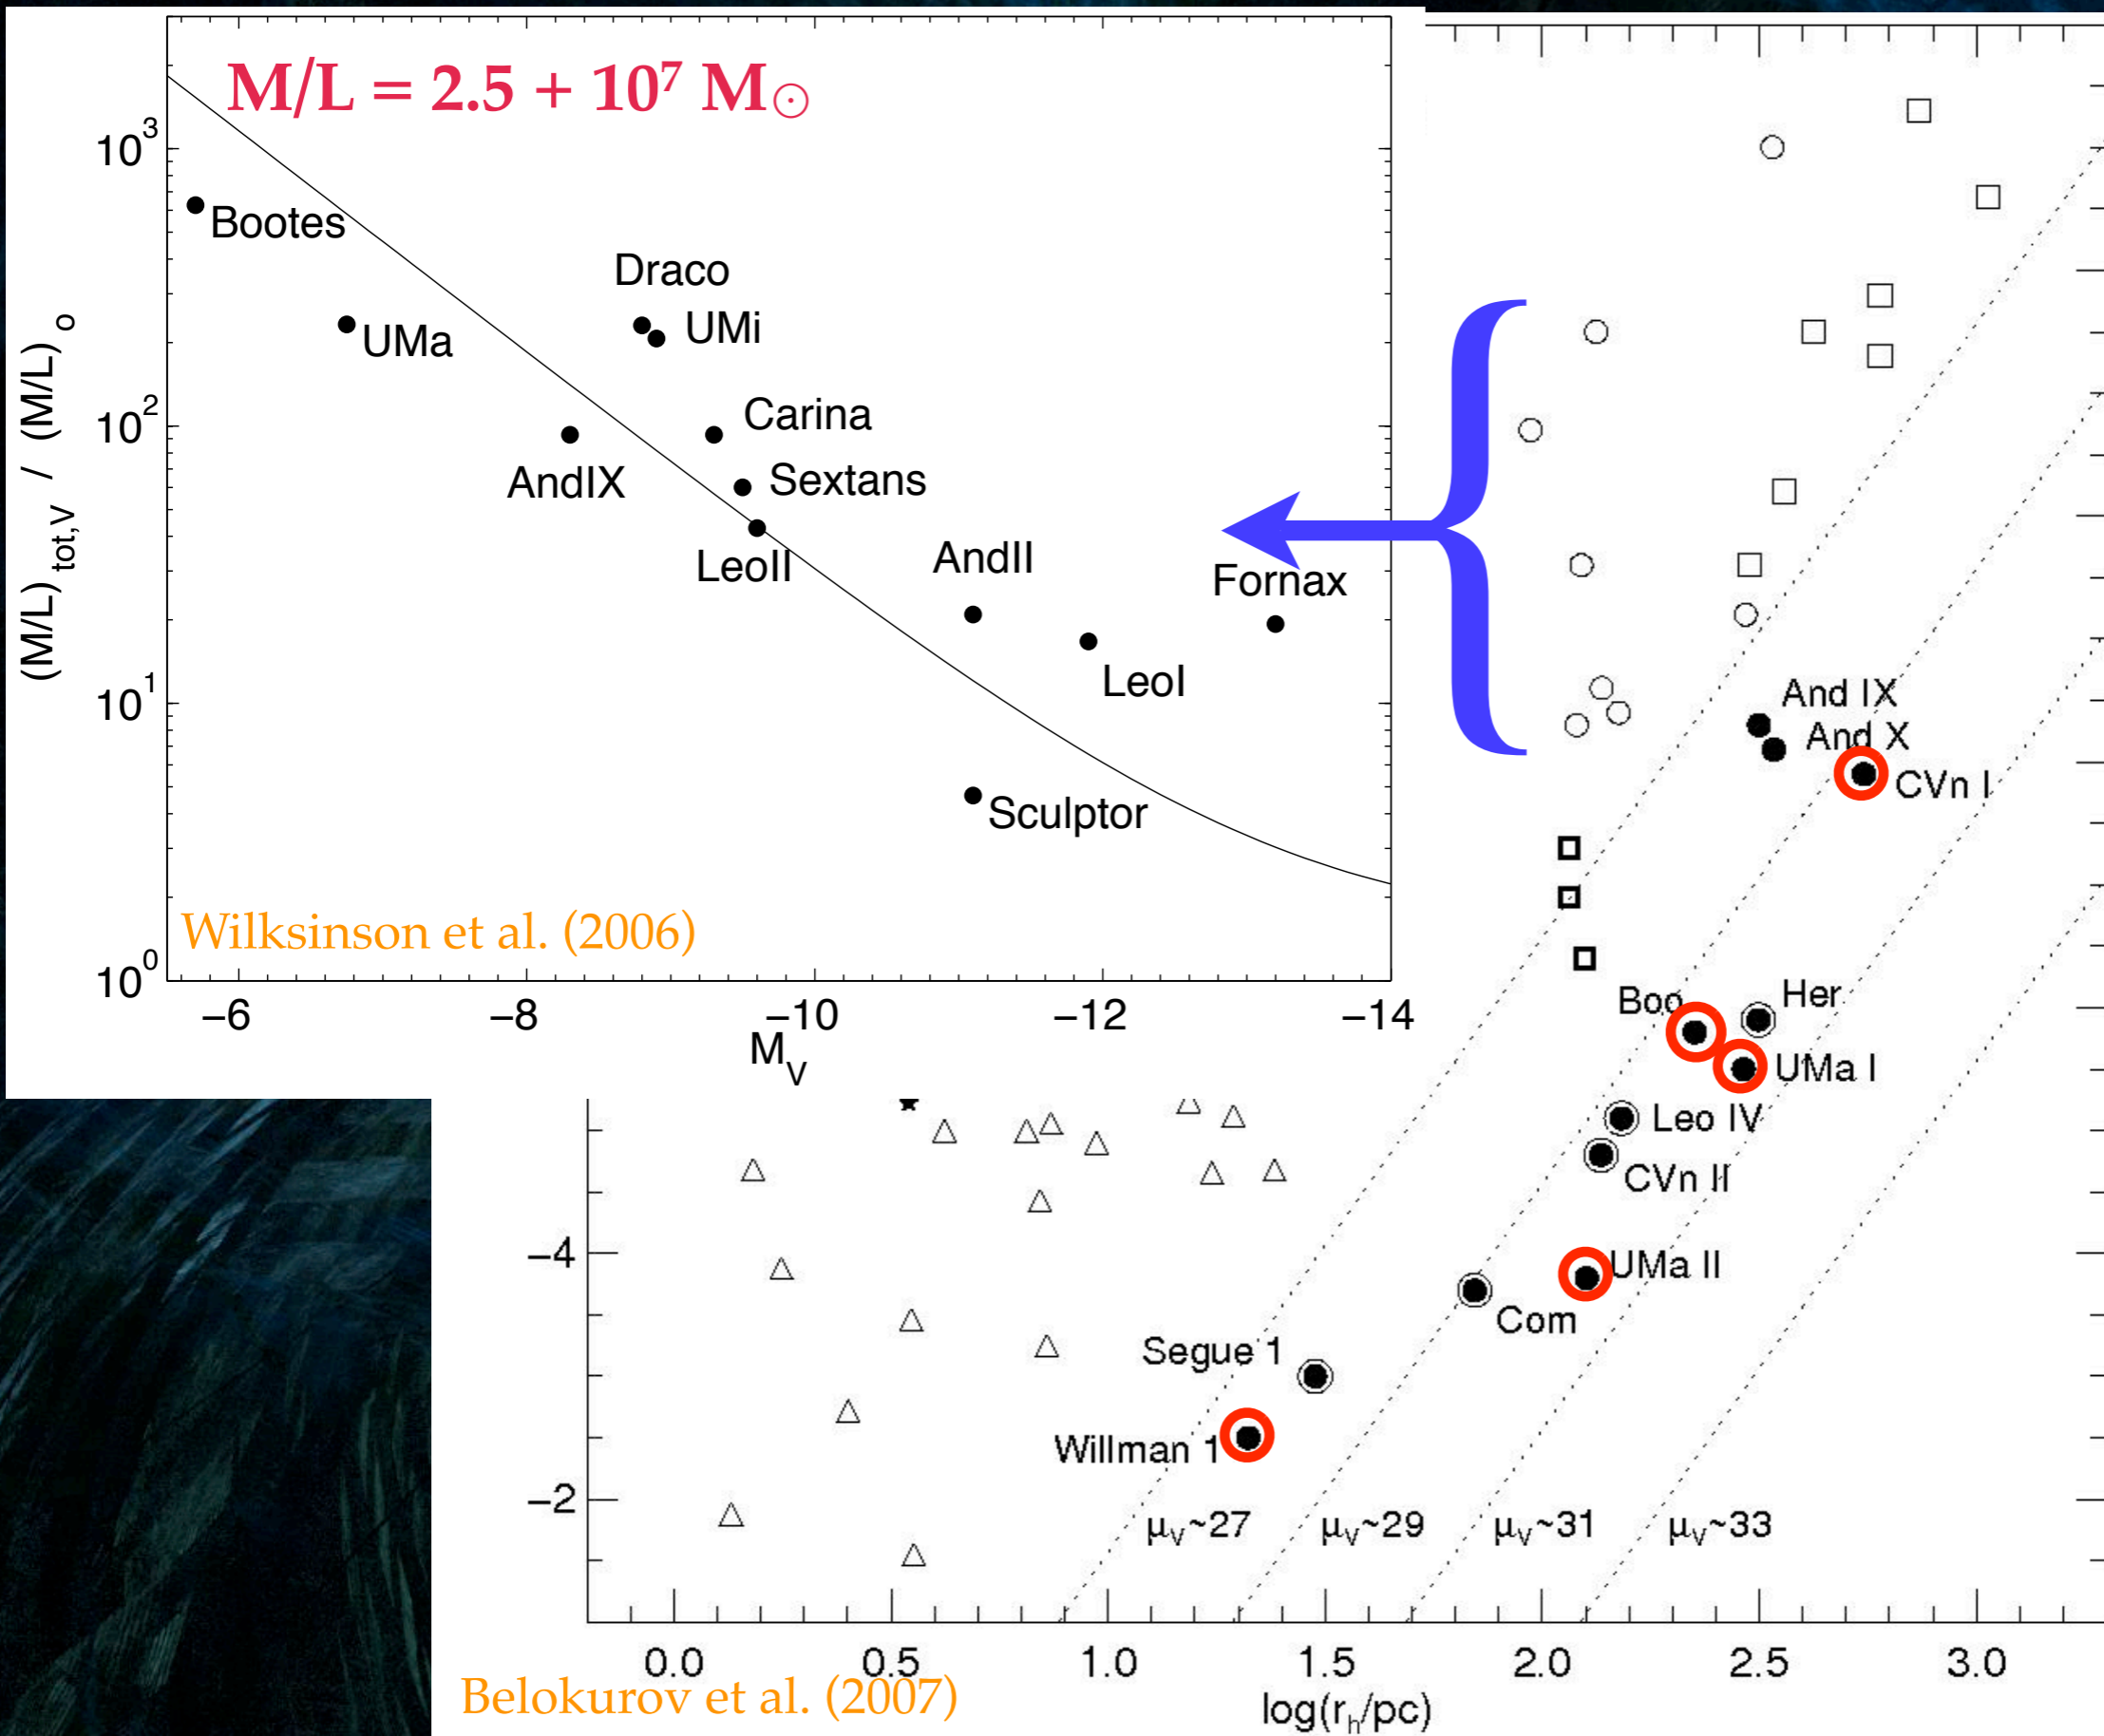 M/L = 2.5 + 10⁷ M☉
10³
10²
10¹
10⁰
(M/L)tot,V / (M/L)o
Bootes
UMa
Draco
UMi
AndIX
Carina
Sextans
LeoII
AndII
Fornax
LeoI
Sculptor
Wilksinson et al. (2006)
−6 −8 −10 −12 −14
MV
And IX
And X
CVn I
Boo
Her
UMa I
Leo IV
CVn II
UMa II
Com
Segue 1
Willman 1
−4
−2
μV~27 μV~29 μV~31 μV~33
0.0 0.5 1.0 1.5 2.0 2.5 3.0
log(rh/pc)
Belokurov et al. (2007)